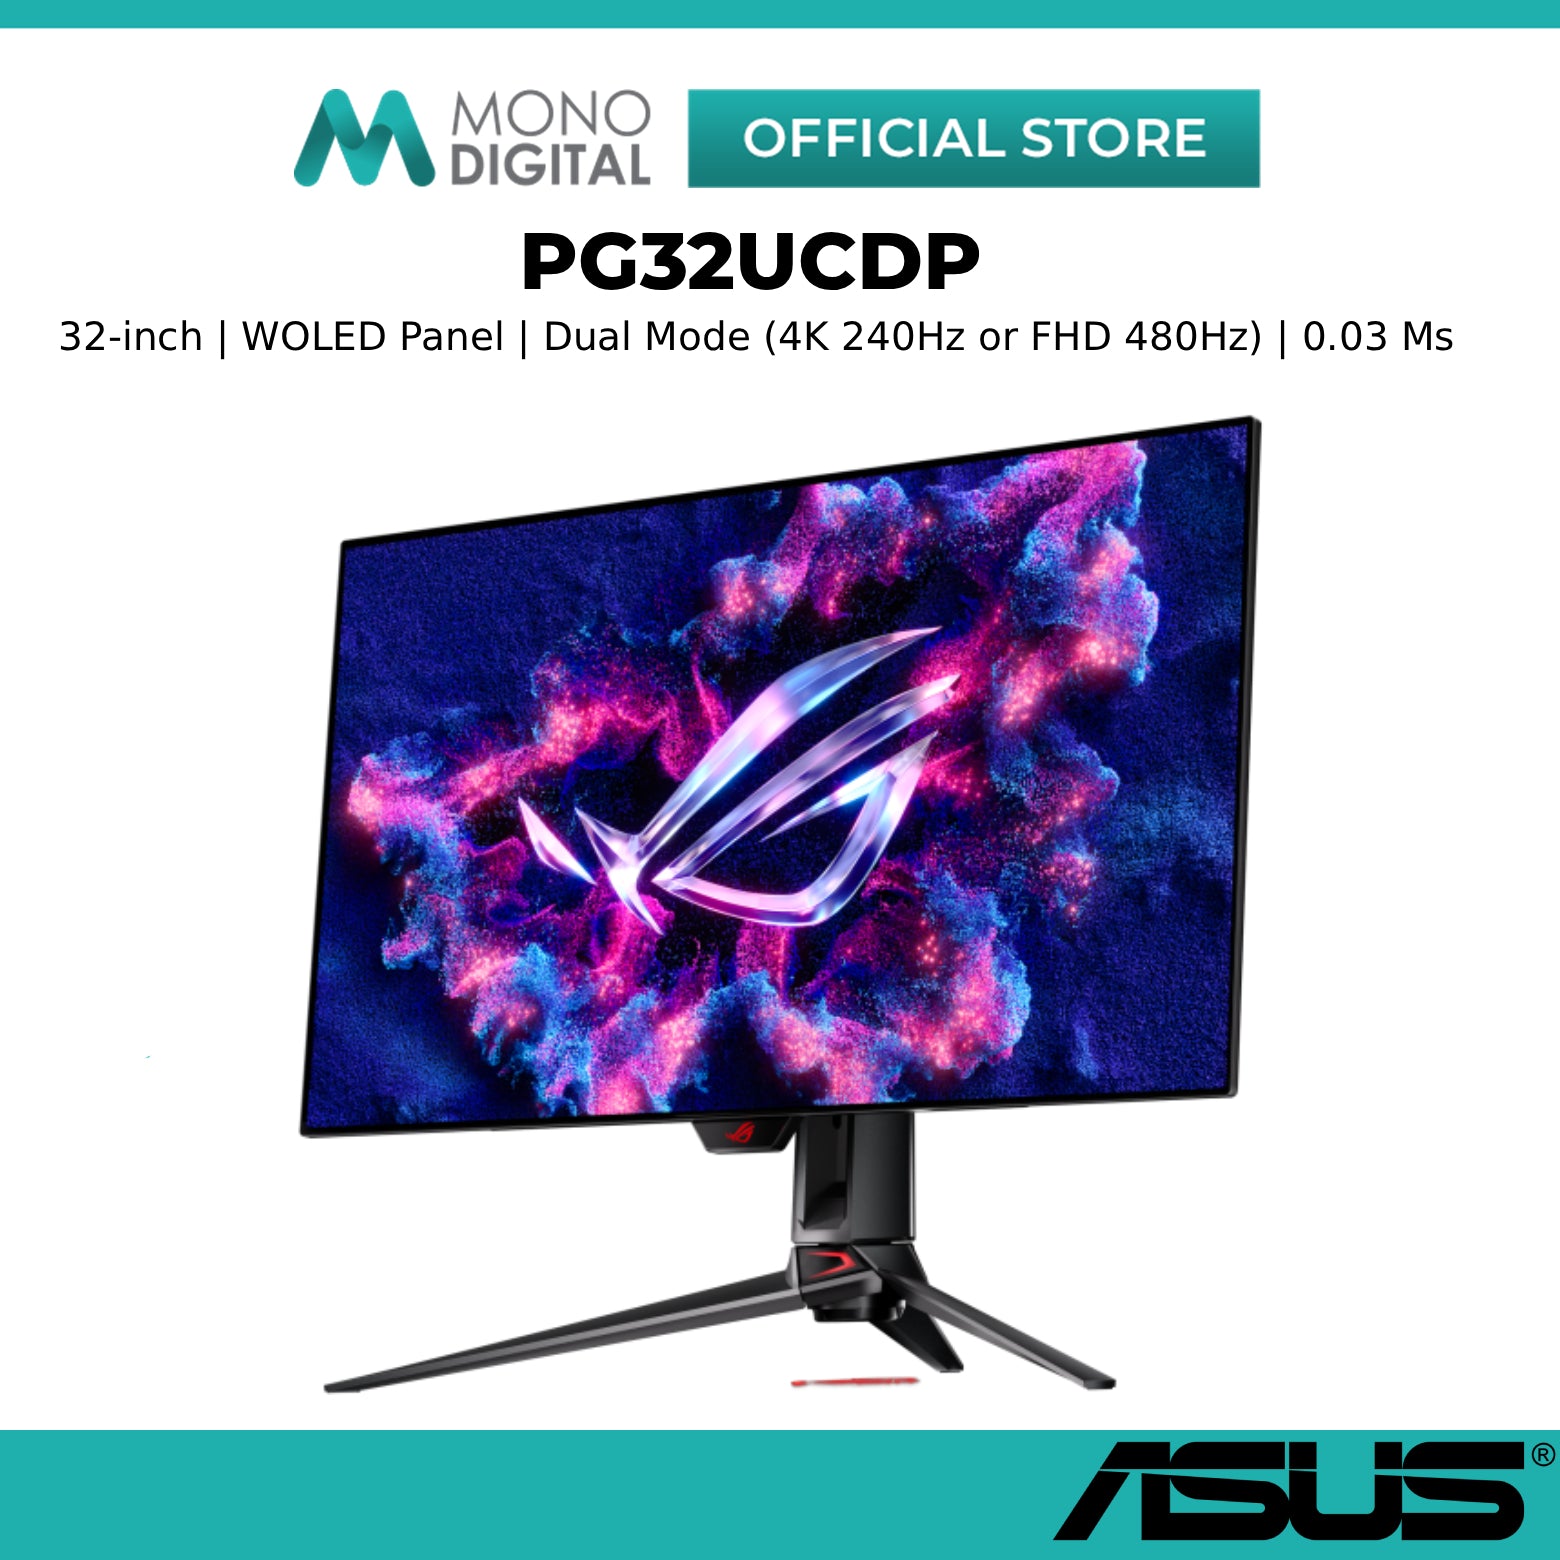 MONO
DIGITAL
OFFICIAL STORE
PG32UCDP
32-inch | WOLED Panel | Dual Mode (4K 240Hz or FHD 480Hz) | 0.03 Ms
ASUS®